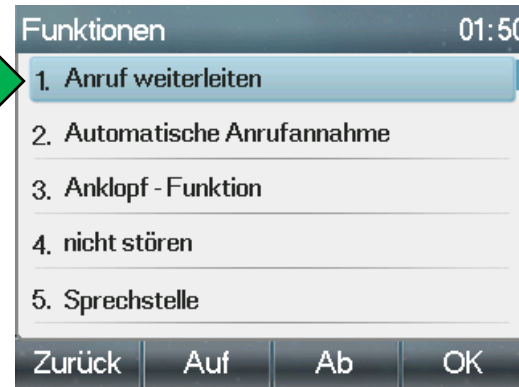 Funktionen 01:50
1. Anruf weiterleiten
2. Automatische Anrufannahme
3. Anklopf - Funktion
4. nicht stören
5. Sprechstelle
Zurück Auf Ab OK